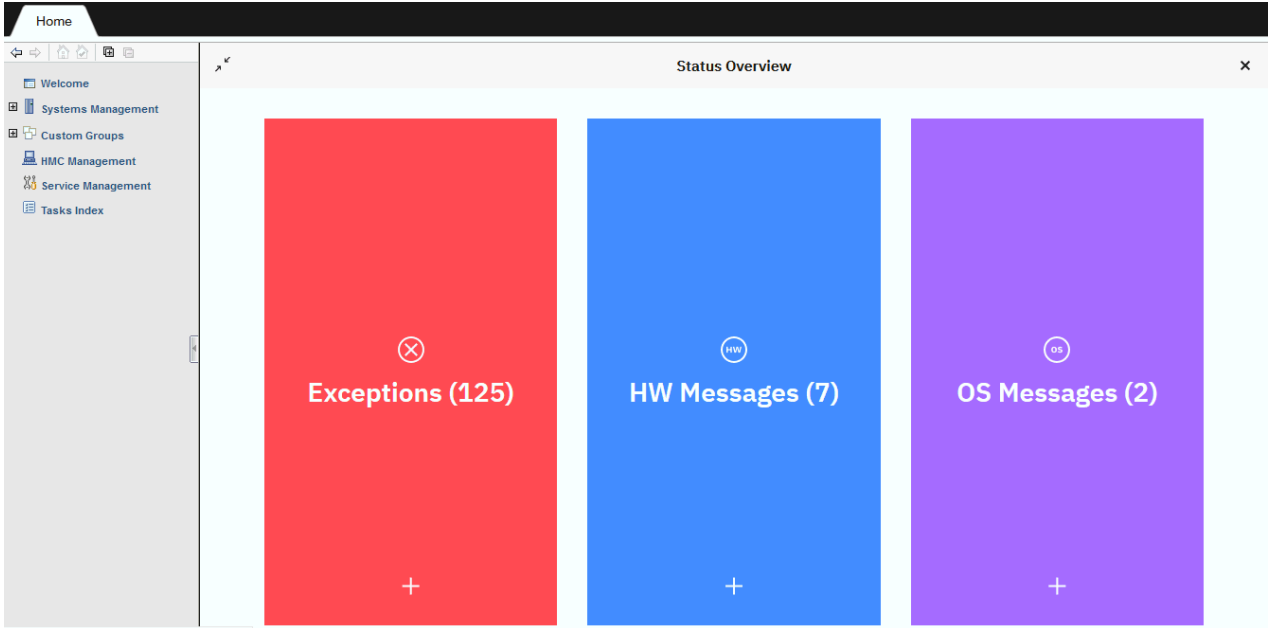 Home
Status Overview
Welcome
Systems Management
Custom Groups
HMC Management
Service Management
Tasks Index
HW
OS
Exceptions (125)
HW Messages (7)
OS Messages (2)